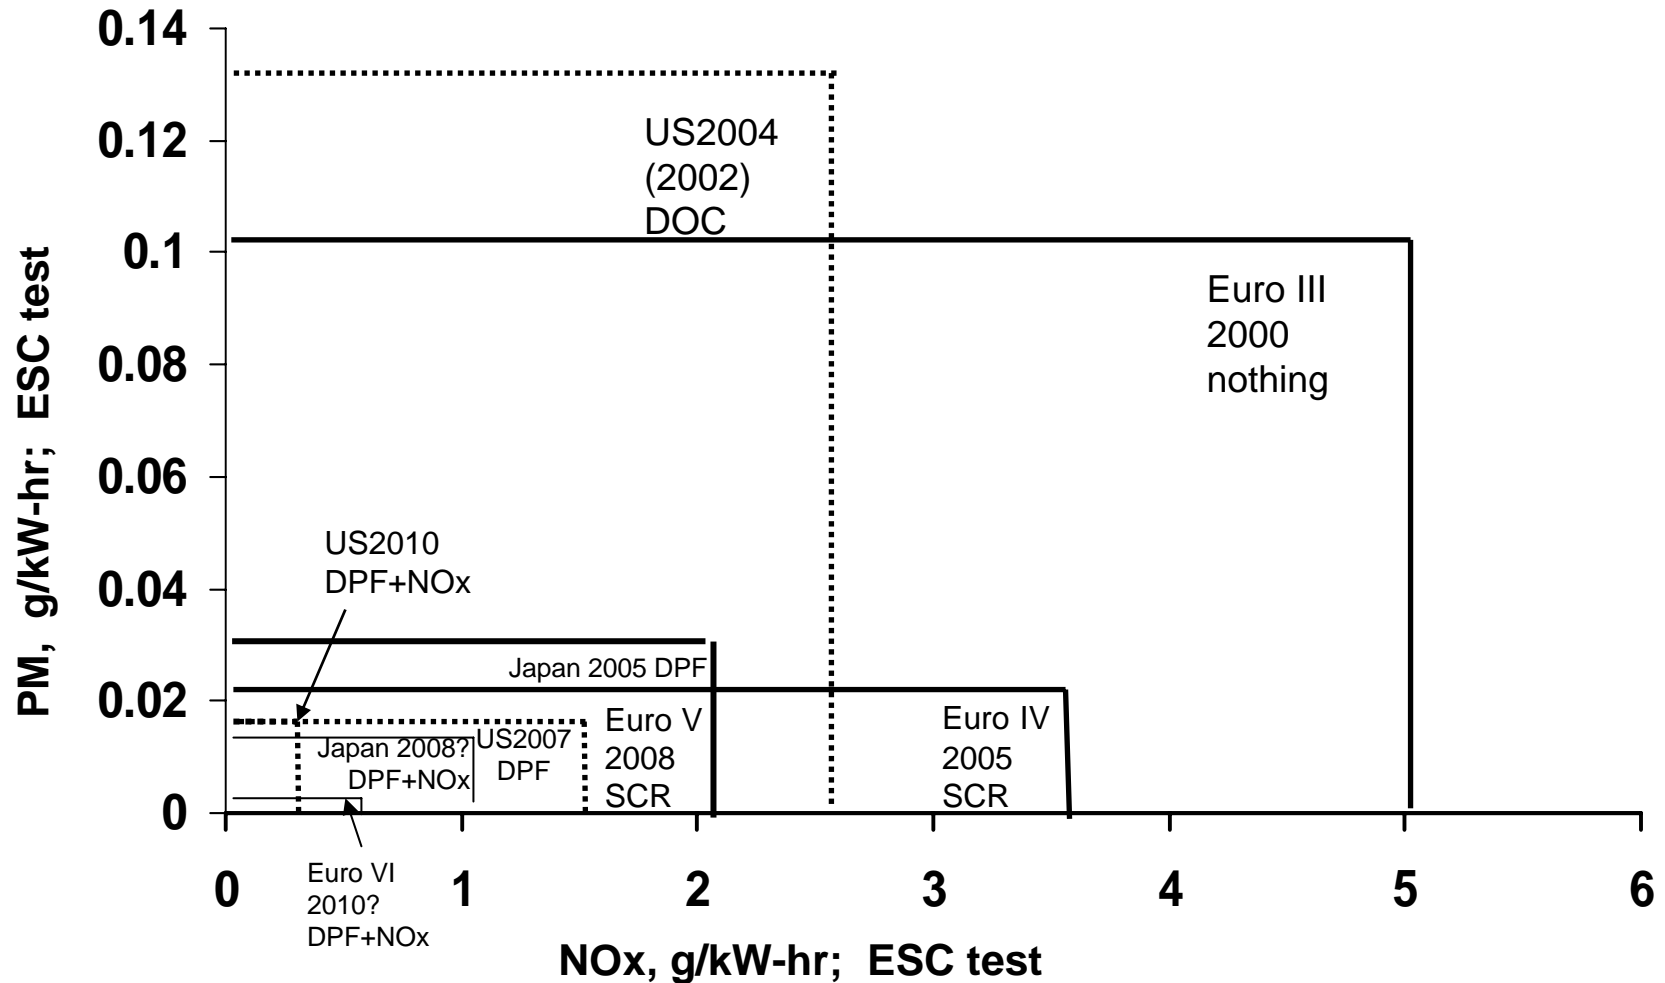 0.14
0.12
0.1
0.08
0.06
0.04
0.02
0
PM, g/kW-hr; ESC test
US2004
(2002)
DOC
Euro III
2000
nothing
US2010
DPF+NOx
Japan 2005 DPF
Euro V
2008
SCR
Euro IV
2005
SCR
US2007
DPF
Japan 2008?
DPF+NOx
Euro VI
2010?
DPF+NOx
0 1 2 3 4 5 6
NOx, g/kW-hr; ESC test